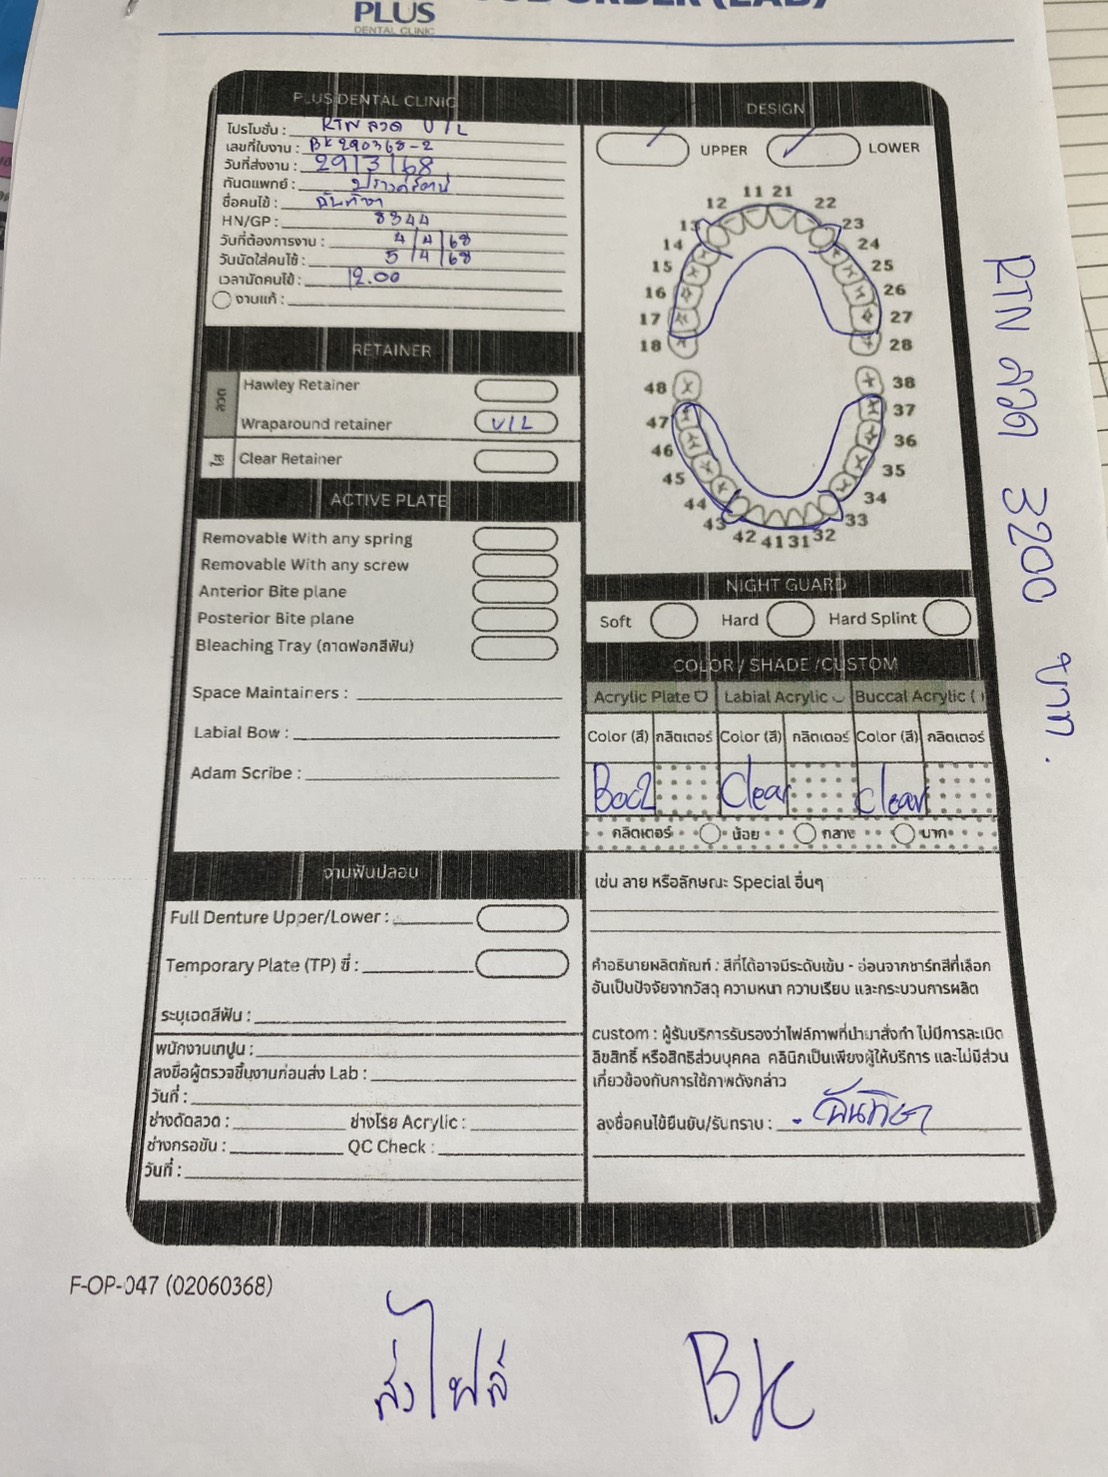 PLUS
DENTAL CLINIC
PLUS DENTAL CLINIC
โปรโมชั่น : RTN ลวด U/L
เลขที่ใบงาน : BK290368-2
วันที่ส่งงาน : 29/3/68
ทันตแพทย์ :
ชื่อคนไข้ : ฉันทิชา
HN/GP : 8344
วันที่ต้องการงาน : 4/4/68
วันนัดใส่คนไข้ : 5/4/68
เวลานัดคนไข้ : 12.00
งานแก้ :
RETAINER
ลวด
Hawley Retainer
Wraparound retainer U/L
ใส
Clear Retainer
ACTIVE PLATE
Removable With any spring
Removable With any screw
Anterior Bite plane
Posterior Bite plane
Bleaching Tray (ถาดฟอกสีฟัน)
Space Maintainers :
Labial Bow :
Adam Scribe :
งานฟันปลอม
Full Denture Upper/Lower :
Temporary Plate (TP) ซี่ :
ระบุเฉดสีฟัน :
พนักงานเทปูน :
ลงชื่อผู้ตรวจชิ้นงานก่อนส่ง Lab :
วันที่ :
ช่างดัดลวด : ช่างโรย Acrylic :
ช่างกรอขัน : QC Check :
วันที่ :
DESIGN
UPPER LOWER
11 21
12 22
13 23
14 24
15 25
16 26
17 27
18 28
48 38
47 37
46 36
45 35
44 34
43 33
42 41 31 32
NIGHT GUARD
Soft Hard Hard Splint
COLOR / SHADE /CUSTOM
Acrylic Plate Labial Acrylic Buccal Acrylic ( )
Color (สี) กลิตเตอร์ Color (สี) กลิตเตอร์ Color (สี) กลิตเตอร์
B002 Clear Clear
กลิตเตอร์ น้อย กลาง มาก
เช่น ลาย หรือลักษณะ Special อื่นๆ
คำอธิบายผลิตภัณฑ์ : สีที่ได้อาจมีระดับเข้ม - อ่อนจากชาร์ทสีที่เลือก
อันเป็นปัจจัยจากวัสดุ ความหนา ความเรียบ และกระบวนการผลิต
custom : ผู้รับบริการรับรองว่าไฟล์ภาพที่นำมาสั่งทำ ไม่มีการละเมิด
ลิขสิทธิ์ หรือสิทธิส่วนบุคคล คลินิกเป็นเพียงผู้ให้บริการ และไม่มีส่วน
เกี่ยวข้องกับการใช้ภาพดังกล่าว
ลงชื่อคนไข้ยืนยัน/รับทราบ : ฉันทิชา
RTN ลวด 3200 บาท.
F-OP-047 (02060368)
ส่งไฟล์ BK